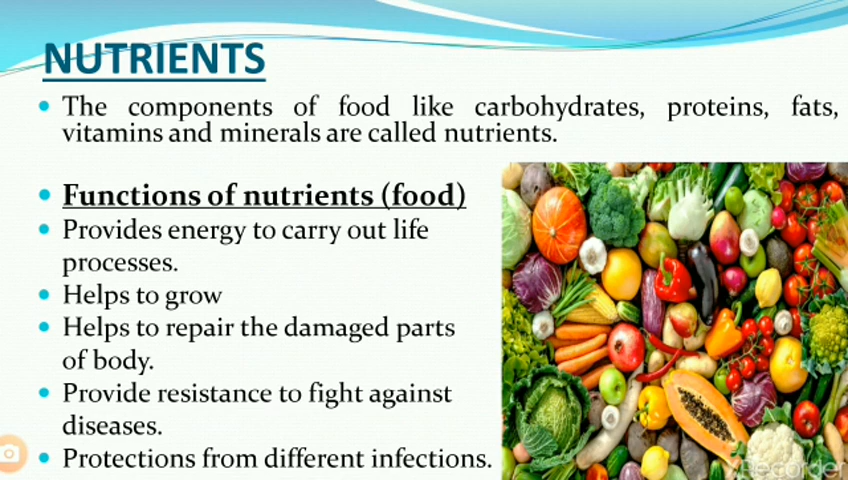 NUTRIENTS
The components of food like carbohydrates, proteins, fats,
vitamins and minerals are called nutrients.
Functions of nutrients (food)
Provides energy to carry out life
processes.
Helps to grow
Helps to repair the damaged parts
of body.
Provide resistance to fight against
diseases.
Protections from different infections.
Recorder